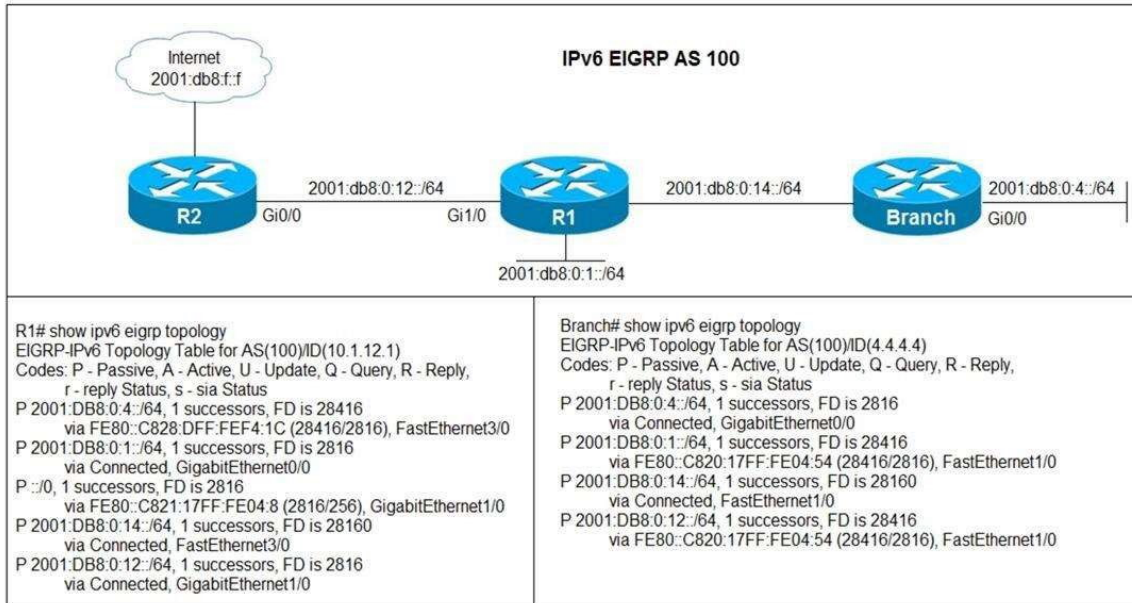 IPv6 EIGRP AS 100
Internet
2001:db8:f::f
2001:db8:0:12::/64
2001:db8:0:14::/64
2001:db8:0:4::/64
R2
Gi0/0
Gi1/0
R1
Branch
Gi0/0
2001:db8:0:1::/64
R1# show ipv6 eigrp topology
EIGRP-IPv6 Topology Table for AS(100)/ID(10.1.12.1)
Codes: P - Passive, A - Active, U - Update, Q - Query, R - Reply,
r - reply Status, s - sia Status
P 2001:DB8:0:4::/64, 1 successors, FD is 28416
via FE80::C828:DFF:FEF4:1C (28416/2816), FastEthernet3/0
P 2001:DB8:0:1::/64, 1 successors, FD is 2816
via Connected, GigabitEthernet0/0
P ::/0, 1 successors, FD is 2816
via FE80::C821:17FF:FE04:8 (2816/256), GigabitEthernet1/0
P 2001:DB8:0:14::/64, 1 successors, FD is 28160
via Connected, FastEthernet3/0
P 2001:DB8:0:12::/64, 1 successors, FD is 2816
via Connected, GigabitEthernet1/0
Branch# show ipv6 eigrp topology
EIGRP-IPv6 Topology Table for AS(100)/ID(4.4.4.4)
Codes: P - Passive, A - Active, U - Update, Q - Query, R - Reply,
r - reply Status, s - sia Status
P 2001:DB8:0:4::/64, 1 successors, FD is 2816
via Connected, GigabitEthernet0/0
P 2001:DB8:0:1::/64, 1 successors, FD is 28416
via FE80::C820:17FF:FE04:54 (28416/2816), FastEthernet1/0
P 2001:DB8:0:14::/64, 1 successors, FD is 28160
via Connected, FastEthernet1/0
P 2001:DB8:0:12::/64, 1 successors, FD is 28416
via FE80::C820:17FF:FE04:54 (28416/2816), FastEthernet1/0